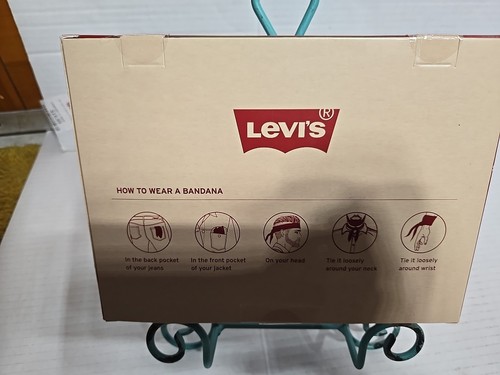 LEVI'S®
HOW TO WEAR A BANDANA
In the back pocket
of your jeans
In the front pocket
of your jacket
On your head
Tie it loosely
around your neck
Tie it loosely
around wrist